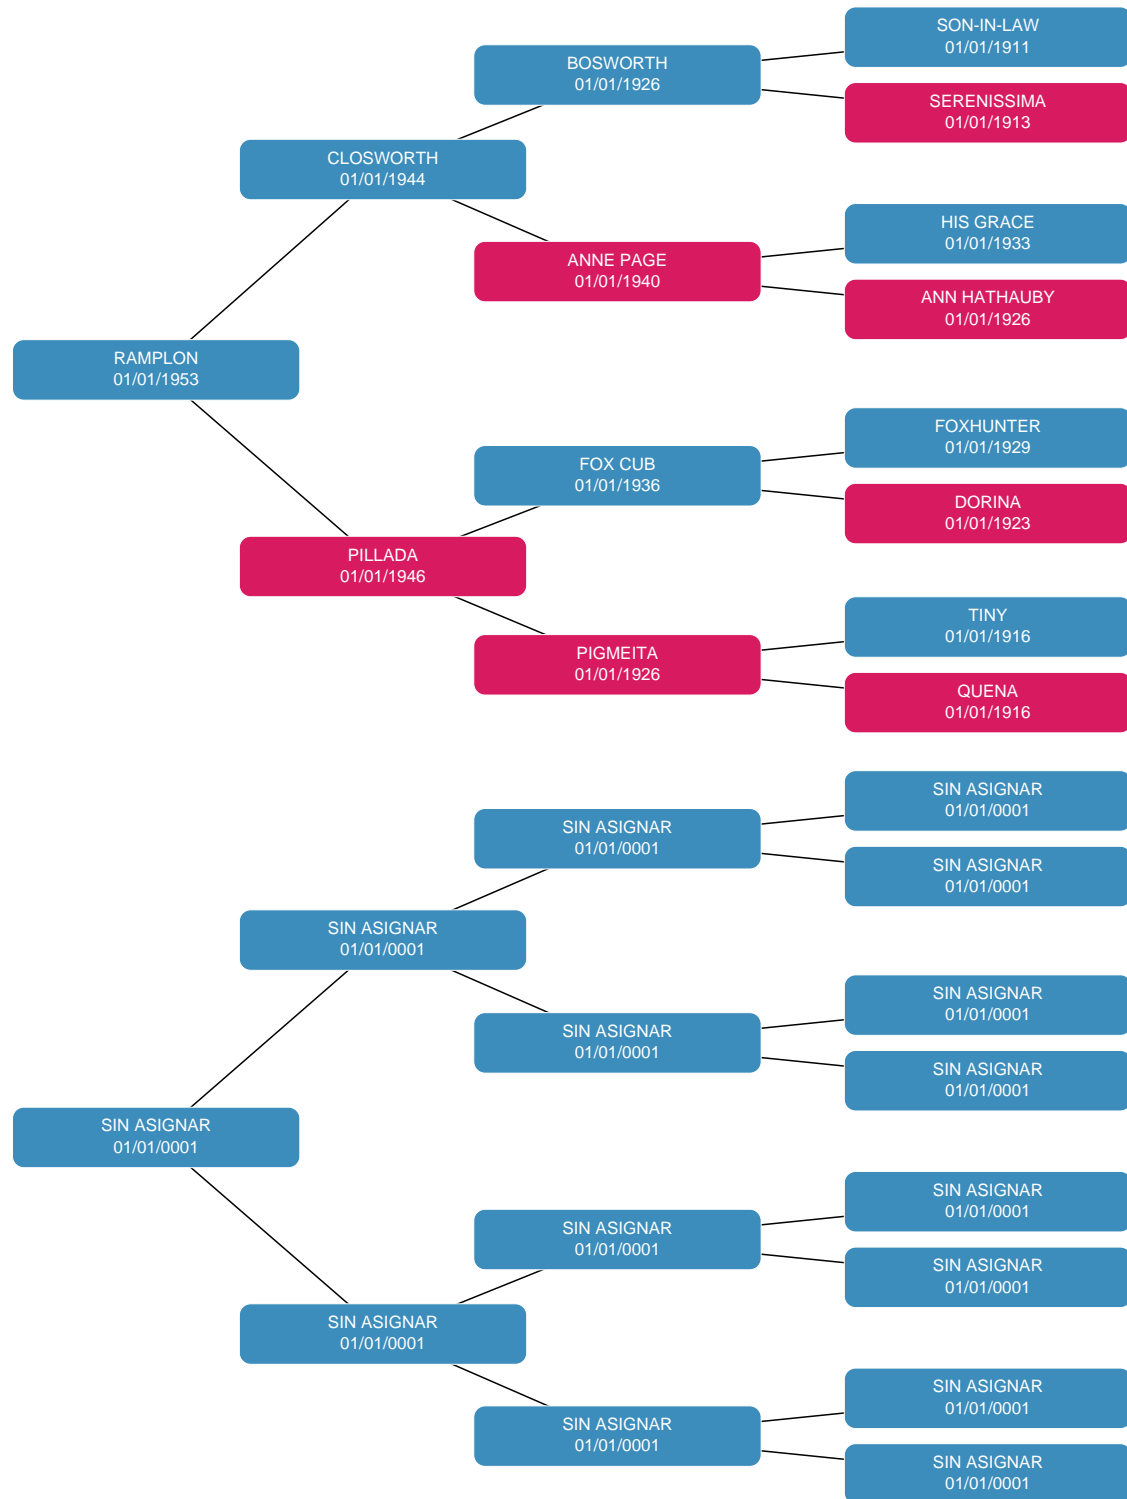 SON-IN-LAW
01/01/1911
BOSWORTH
01/01/1926
SERENISSIMA
01/01/1913
CLOSWORTH
01/01/1944
HIS GRACE
01/01/1933
ANNE PAGE
01/01/1940
ANN HATHAUBY
01/01/1926
RAMPLON
01/01/1953
FOXHUNTER
01/01/1929
FOX CUB
01/01/1936
DORINA
01/01/1923
PILLADA
01/01/1946
TINY
01/01/1916
PIGMEITA
01/01/1926
QUENA
01/01/1916
SIN ASIGNAR
01/01/0001
SIN ASIGNAR
01/01/0001
SIN ASIGNAR
01/01/0001
SIN ASIGNAR
01/01/0001
SIN ASIGNAR
01/01/0001
SIN ASIGNAR
01/01/0001
SIN ASIGNAR
01/01/0001
SIN ASIGNAR
01/01/0001
SIN ASIGNAR
01/01/0001
SIN ASIGNAR
01/01/0001
SIN ASIGNAR
01/01/0001
SIN ASIGNAR
01/01/0001
SIN ASIGNAR
01/01/0001
SIN ASIGNAR
01/01/0001
SIN ASIGNAR
01/01/0001